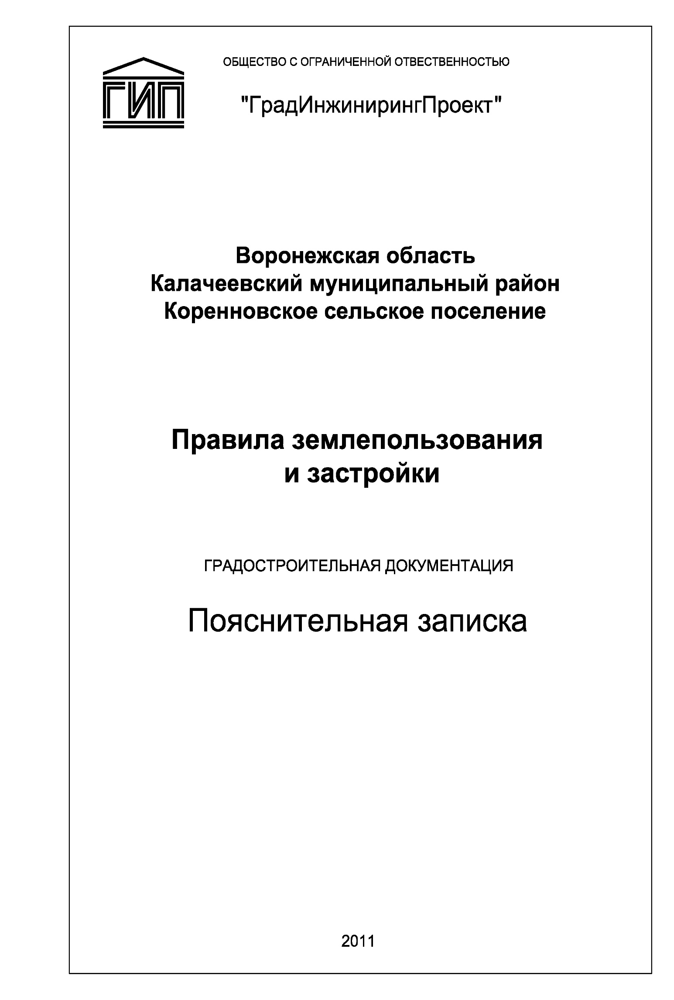 ОБЩЕСТВО С ОГРАНИЧЕННОЙ ОТВЕСТВЕННОСТЬЮ
ГИП
"ГрадИнжинирингПроект"
Воронежская область
Калачеевский муниципальный район
Коренновское сельское поселение
Правила землепользования
и застройки
ГРАДОСТРОИТЕЛЬНАЯ ДОКУМЕНТАЦИЯ
Пояснительная записка
2011